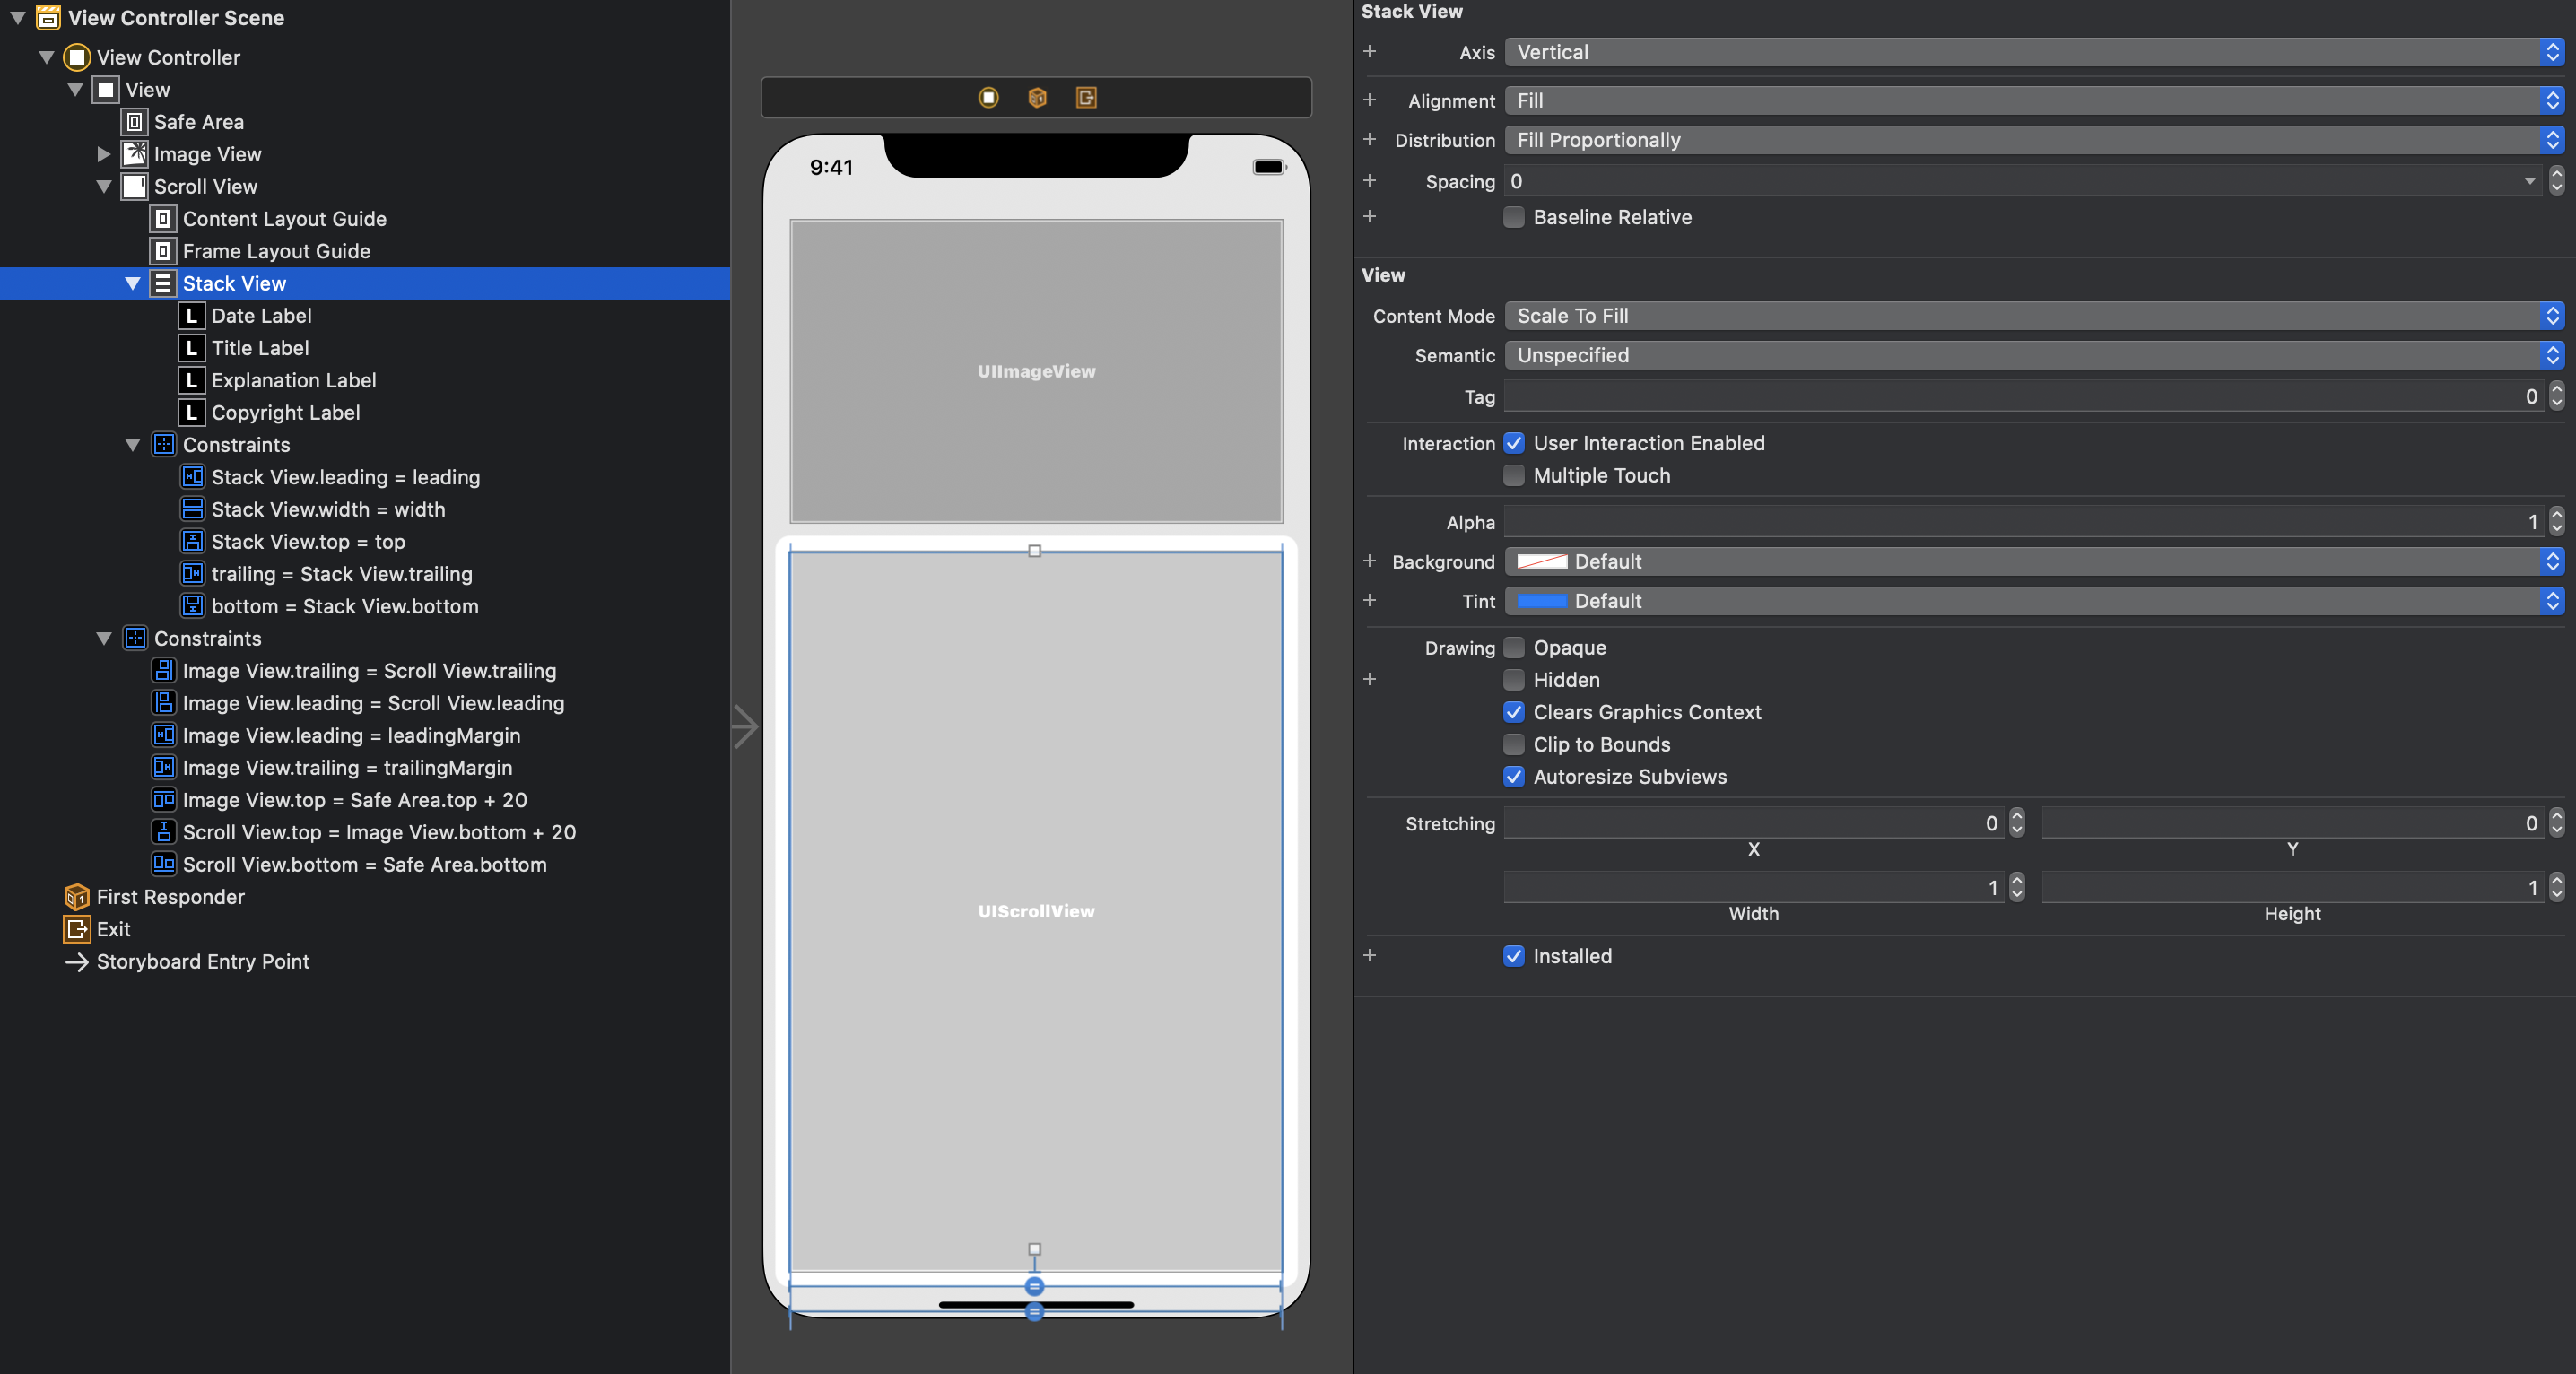 View Controller Scene
View Controller
View
Safe Area
Image View
Scroll View
Content Layout Guide
Frame Layout Guide
Stack View
L Date Label
L Title Label
L Explanation Label
L Copyright Label
Constraints
Stack View.leading = leading
Stack View.width = width
Stack View.top = top
trailing = Stack View.trailing
bottom = Stack View.bottom
Constraints
Image View.trailing = Scroll View.trailing
Image View.leading = Scroll View.leading
Image View.leading = leadingMargin
Image View.trailing = trailingMargin
Image View.top = Safe Area.top + 20
Scroll View.top = Image View.bottom + 20
Scroll View.bottom = Safe Area.bottom
First Responder
Exit
Storyboard Entry Point
9:41
UIImageView
UIScrollView
Stack View
Axis Vertical
Alignment Fill
Distribution Fill Proportionally
Spacing 0
Baseline Relative
View
Content Mode Scale To Fill
Semantic Unspecified
Tag 0
Interaction User Interaction Enabled
Multiple Touch
Alpha 1
Background Default
Tint Default
Drawing Opaque
Hidden
Clears Graphics Context
Clip to Bounds
Autoresize Subviews
Stretching 0 0
X Y
1 1
Width Height
Installed